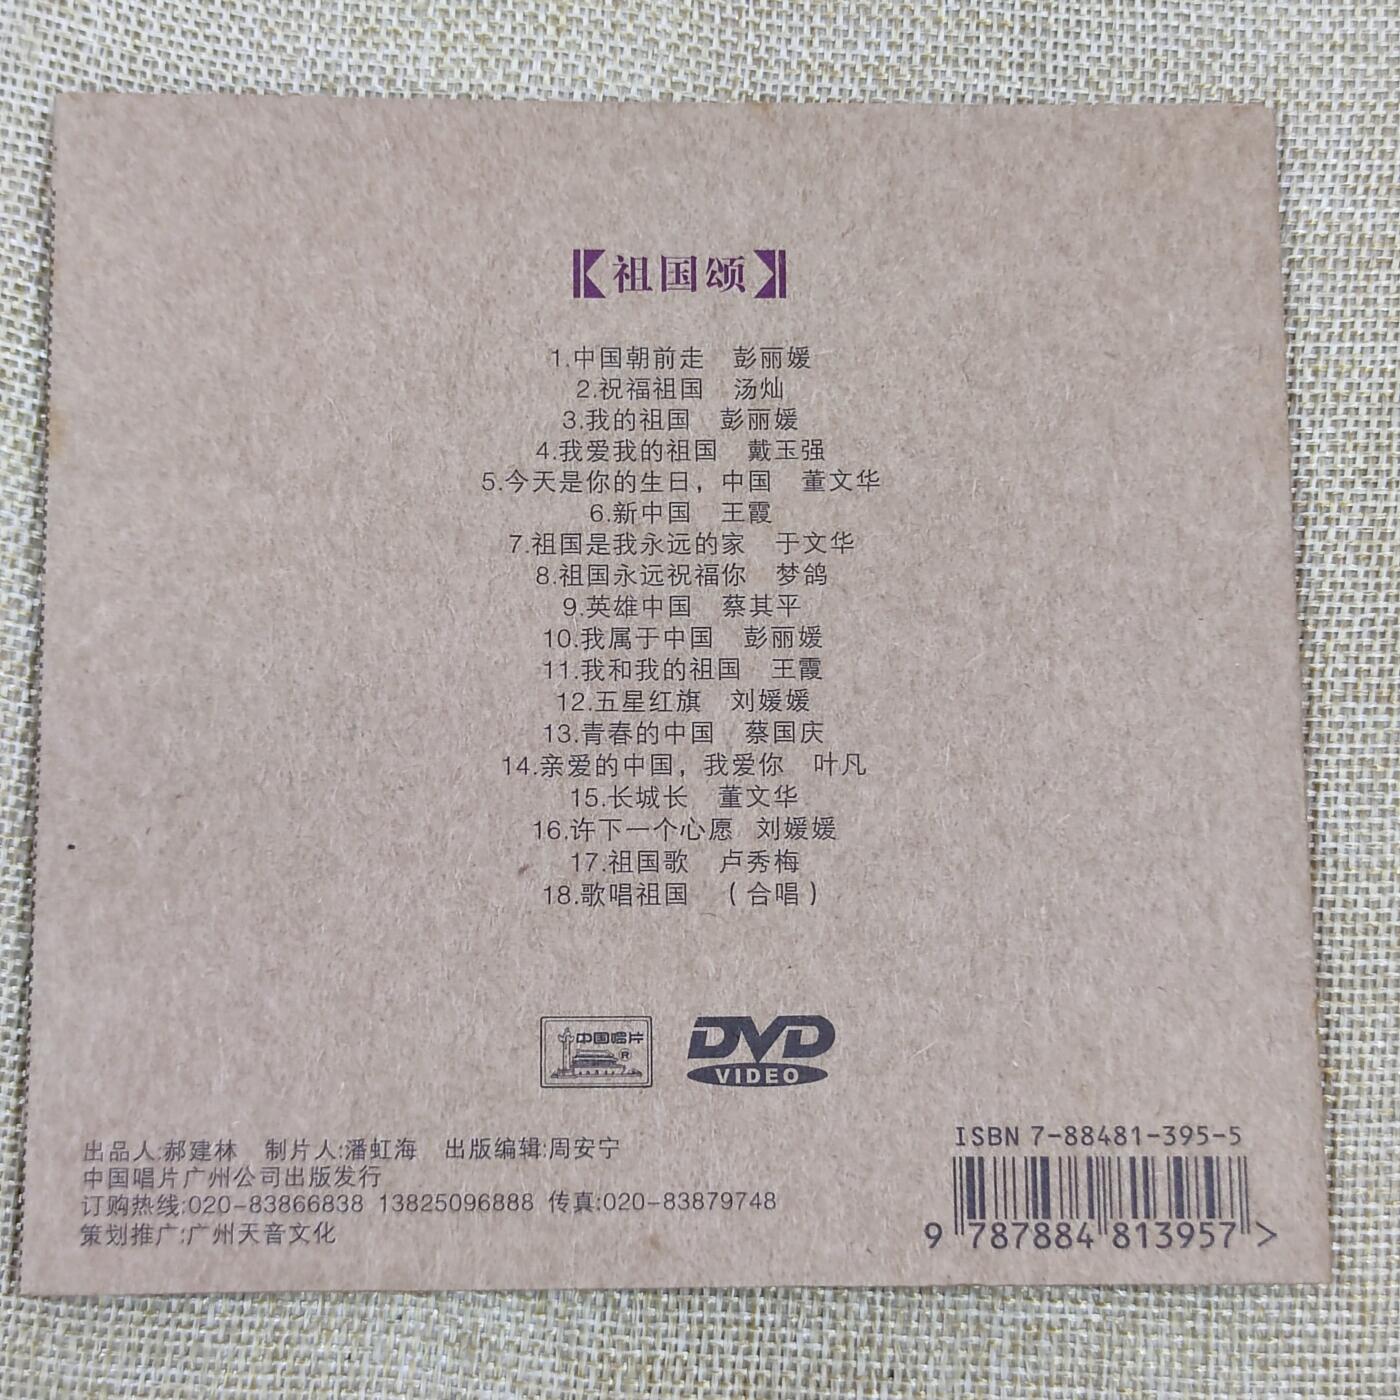 【祖国颂】
1.中国朝前走 彭丽媛
2.祝福祖国 汤灿
3.我的祖国 彭丽媛
4.我爱我的祖国 戴玉强
5.今天是你的生日，中国 董文华
6.新中国 王霞
7.祖国是我永远的家 于文华
8.祖国永远祝福你 梦鸽
9.英雄中国 蔡其平
10.我属于中国 彭丽媛
11.我和我的祖国 王霞
12.五星红旗 刘媛媛
13.青春的中国 蔡国庆
14.亲爱的中国，我爱你 叶凡
15.长城长 董文华
16.许下一个心愿 刘媛媛
17.祖国歌 卢秀梅
18.歌唱祖国 （合唱）
中国唱片
®
DVD
VIDEO
出品人:郝建林 制片人:潘虹海 出版编辑:周安宁
中国唱片广州公司出版发行
订购热线:020-83866838 13825096888 传真:020-83879748
策划推广:广州天音文化
ISBN 7-88481-395-5
9 787884 813957 >